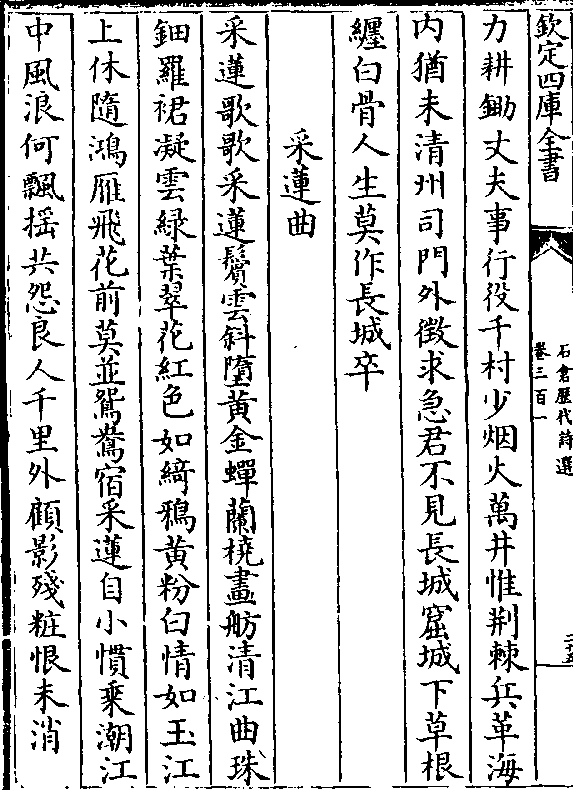 欽定四庫全書
石倉歷代詩選
卷三百一
力耕鋤丈夫事行役千村少烟火萬井惟荆棘兵革海
内猶未清州司門外徵求急君不見長城窟城下草根
纏白骨人生莫作長城卒
采蓮曲
采蓮歌歌采蓮鬢雲斜墮黃金蟬蘭橈畫舫清江曲珠
鈿羅裙凝雲緑葉翠花紅色如綺鴉黃粉白情如玉江
上休隨鴻雁飛花前莫並鴛鴦宿采蓮自小慣乗潮江
中風浪何飄揺共怨良人千里外顧影殘粧恨未消